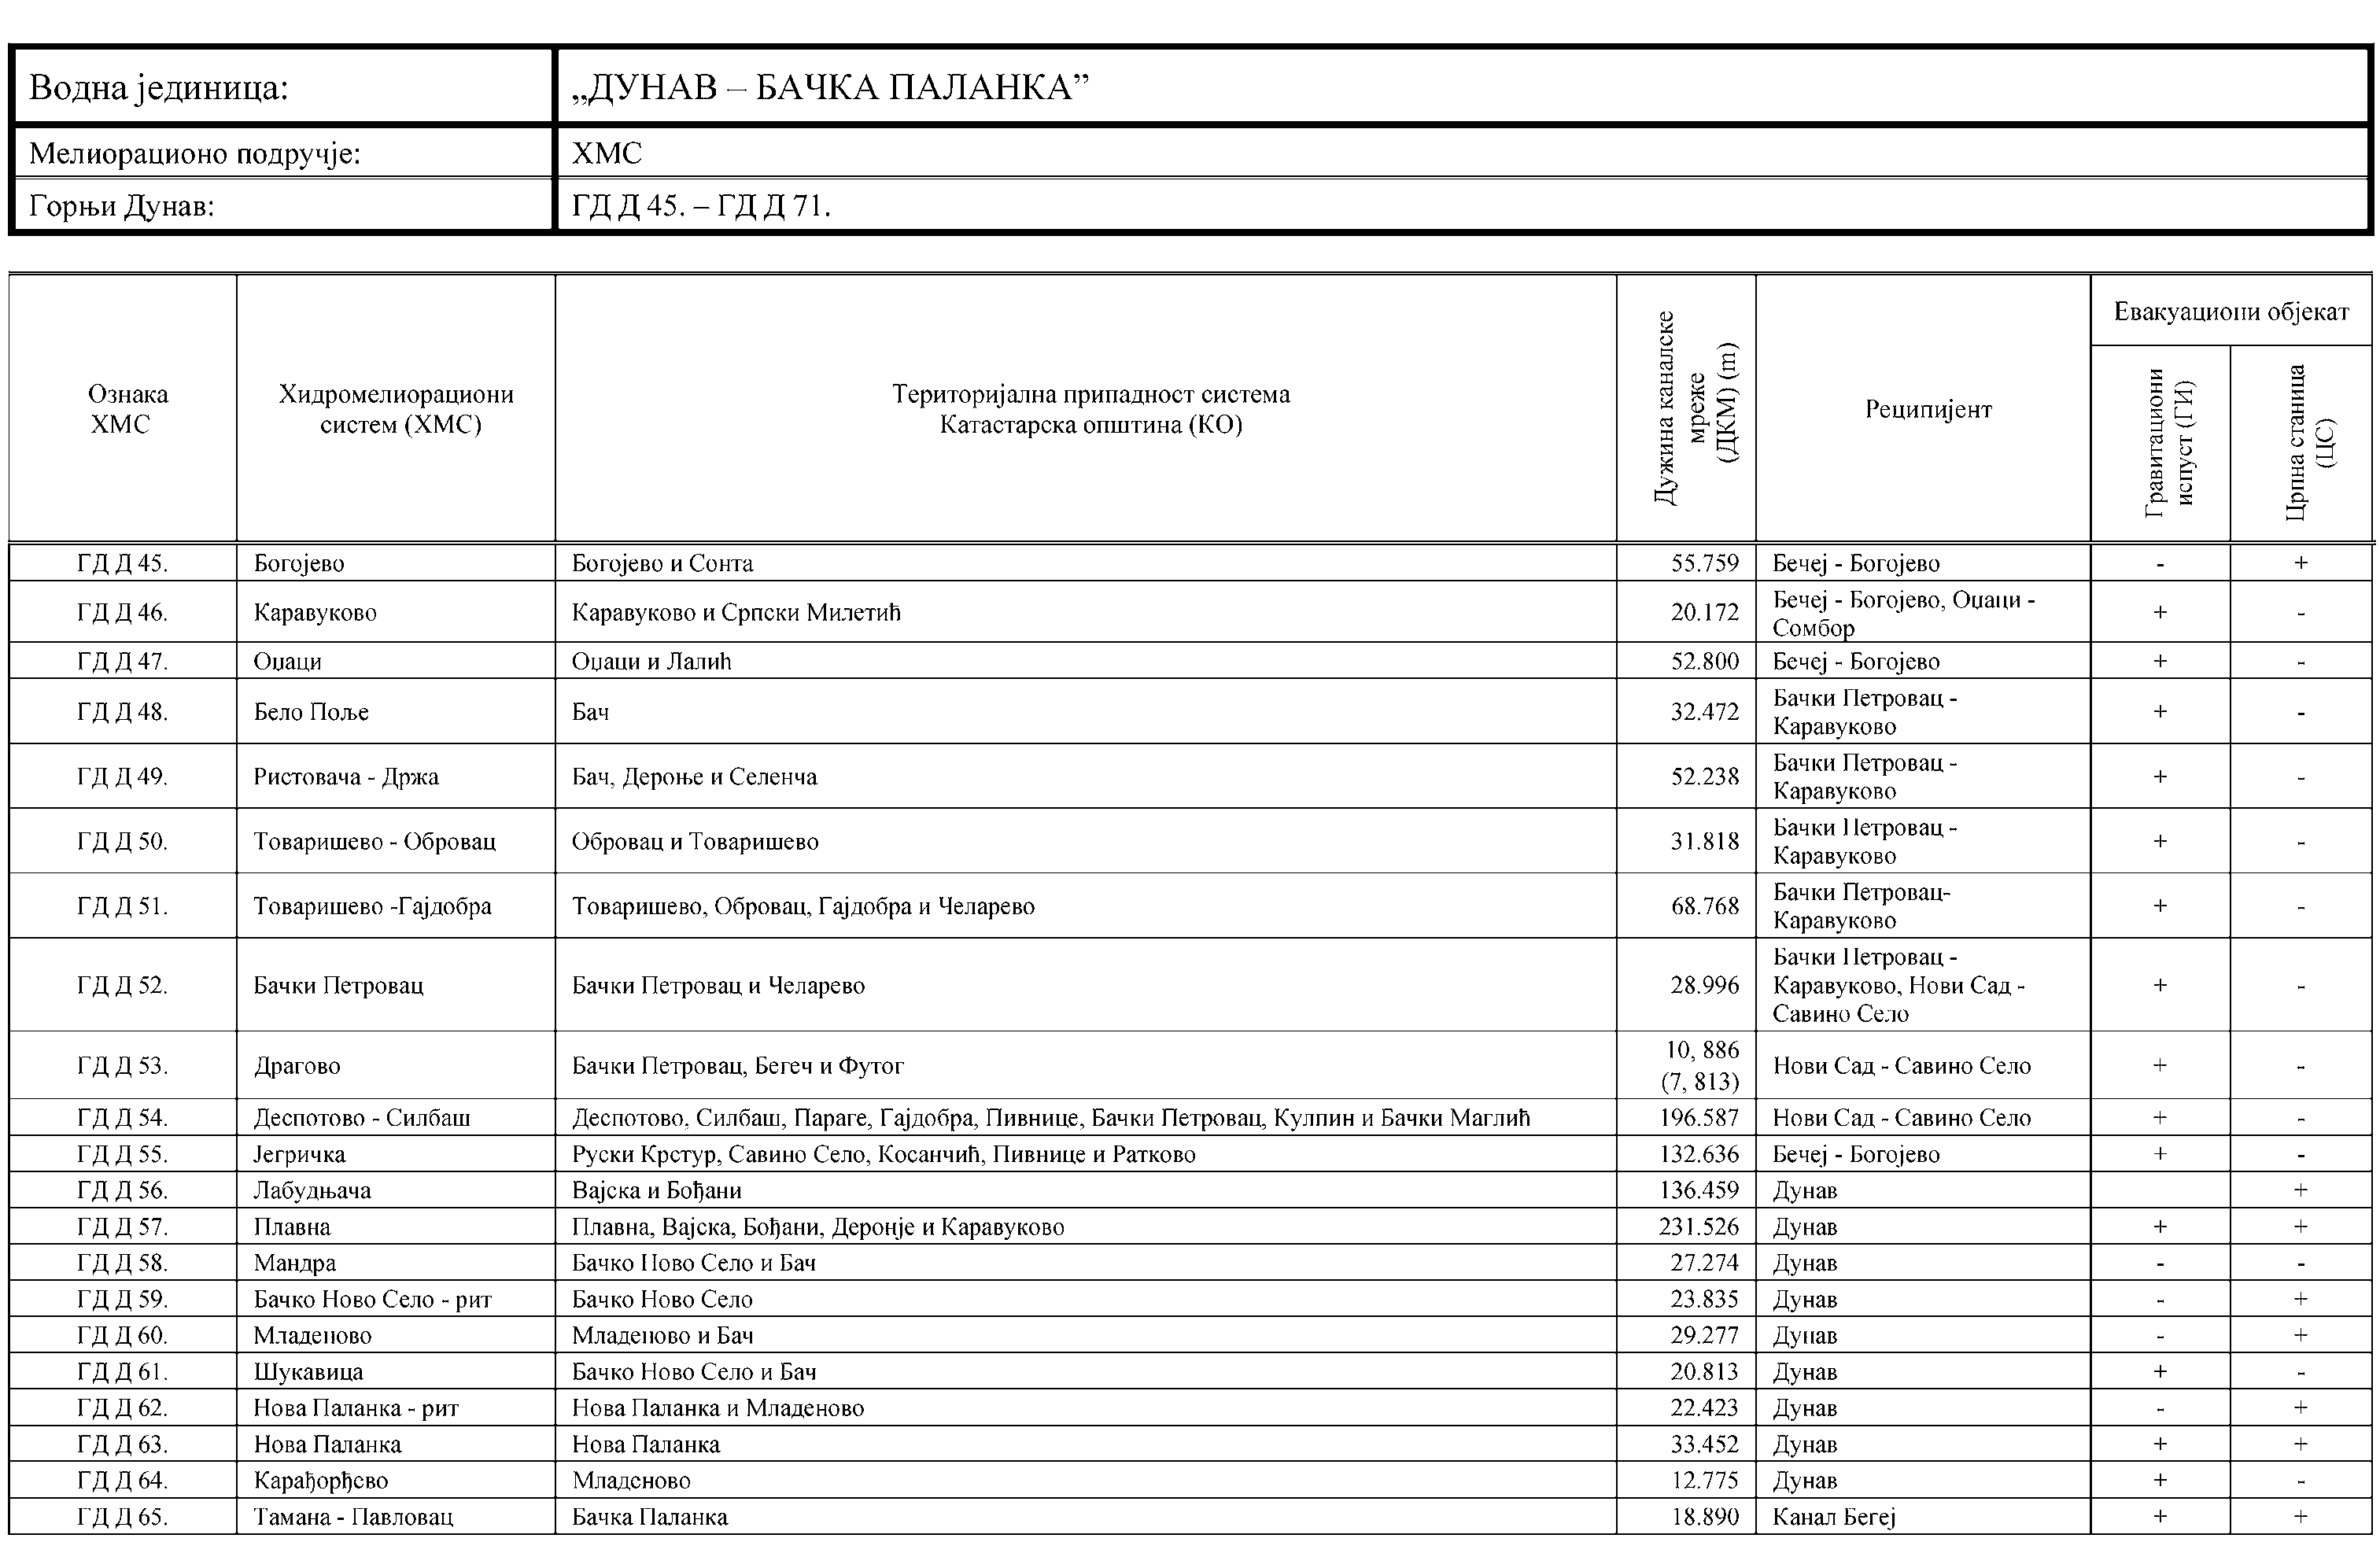 Водна јединица: „ДУНАВ – БАЧКА ПАЛАНКА”
Мелиорационо подручје: ХМС
Горњи Дунав: ГД Д 45. – ГД Д 71.
Ознака ХМС
Хидромелиорациони систем (ХМС)
Територијална припадност система
Катастарска општина (КО)
Дужина каналске мреже (ДКМ) (m)
Реципијент
Евакуациони објекат
Гравитациони испуст (ГИ)
Црпна станица (ЦС)
ГД Д 45. Богојево Богојево и Сонта 55.759 Бечеј - Богојево - +
ГД Д 46. Каравуково Каравуково и Српски Милетић 20.172 Бечеј - Богојево, Оџаци - Сомбор + -
ГД Д 47. Оџаци Оџаци и Лалић 52.800 Бечеј - Богојево + -
ГД Д 48. Бело Поље Бач 32.472 Бачки Петровац - Каравуково + -
ГД Д 49. Ристовача - Држа Бач, Дероње и Селенча 52.238 Бачки Петровац - Каравуково + -
ГД Д 50. Товаришево - Обровац Обровац и Товаришево 31.818 Бачки Петровац - Каравуково + -
ГД Д 51. Товаришево -Гајдобра Товаришево, Обровац, Гајдобра и Челарево 68.768 Бачки Петровац- Каравуково + -
ГД Д 52. Бачки Петровац Бачки Петровац и Челарево 28.996 Бачки Петровац - Каравуково, Нови Сад - Савино Село + -
ГД Д 53. Драгово Бачки Петровац, Бегеч и Футог 10, 886 (7, 813) Нови Сад - Савино Село + -
ГД Д 54. Деспотово - Силбаш Деспотово, Силбаш, Параге, Гајдобра, Пивнице, Бачки Петровац, Кулпин и Бачки Маглић 196.587 Нови Сад - Савино Село + -
ГД Д 55. Јегричка Руски Крстур, Савино Село, Косанчић, Пивнице и Ратково 132.636 Бечеј - Богојево + -
ГД Д 56. Лабудњача Вајска и Бођани 136.459 Дунав +
ГД Д 57. Плавна Плавна, Вајска, Бођани, Деронје и Каравуково 231.526 Дунав + +
ГД Д 58. Мандра Бачко Ново Село и Бач 27.274 Дунав - -
ГД Д 59. Бачко Ново Село - рит Бачко Ново Село 23.835 Дунав - +
ГД Д 60. Младеново Младеново и Бач 29.277 Дунав - +
ГД Д 61. Шукавица Бачко Ново Село и Бач 20.813 Дунав + -
ГД Д 62. Нова Паланка - рит Нова Паланка и Младеново 22.423 Дунав - +
ГД Д 63. Нова Паланка Нова Паланка 33.452 Дунав + +
ГД Д 64. Карађорђево Младеново 12.775 Дунав + -
ГД Д 65. Тамана - Павловац Бачка Паланка 18.890 Канал Бегеј + +